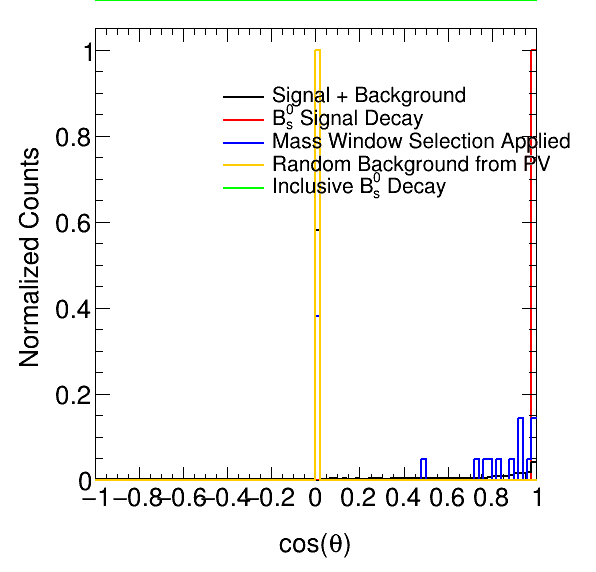 1
0.8
0.6
0.4
0.2
0
Normalized Counts
Signal + Background
B⁰ₛ Signal Decay
Mass Window Selection Applied
Random Background from PV
Inclusive B⁰ₛ Decay
−1 −0.8 −0.6 −0.4 −0.2 0 0.2 0.4 0.6 0.8 1
cos(θ)